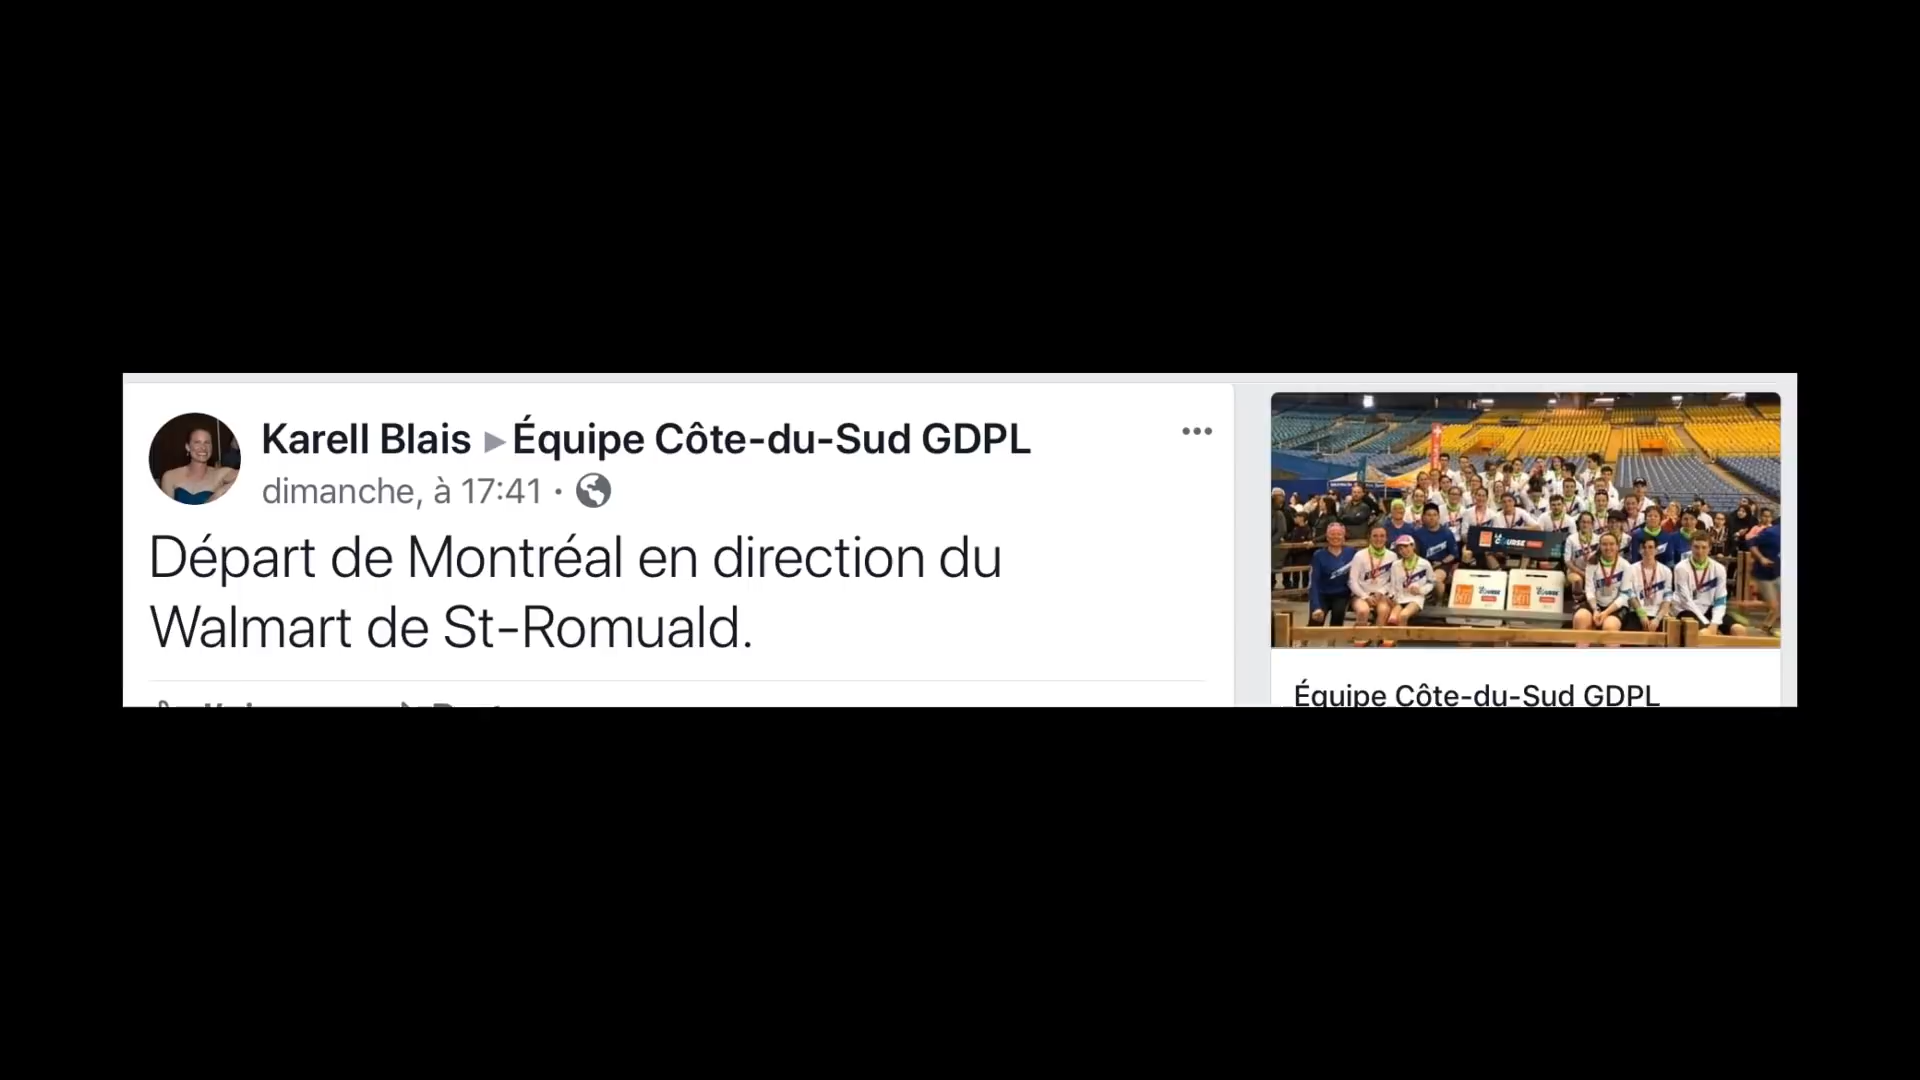 Karell Blais ▸ Équipe Côte-du-Sud GDPL
dimanche, à 17:41 ·
Départ de Montréal en direction du
Walmart de St-Romuald.
Équipe Côte-du-Sud GDPL